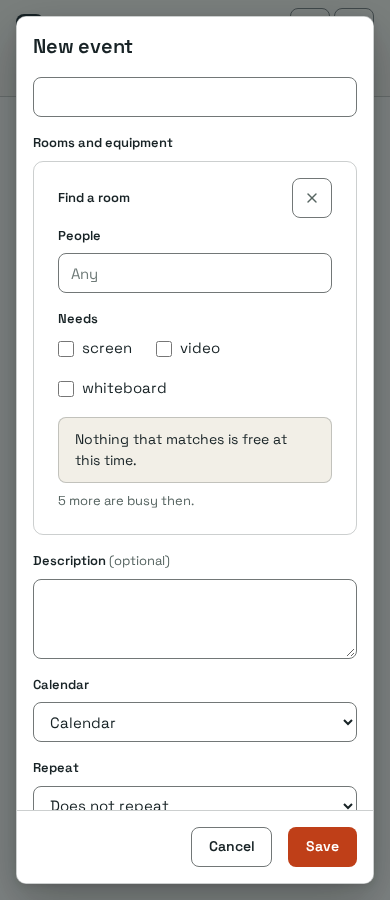 New event
Rooms and equipment
Find a room
People
Any
Needs
screen
video
whiteboard
Nothing that matches is free at
this time.
5 more are busy then.
Description (optional)
Calendar
Calendar
Repeat
Does not repeat
Cancel
Save